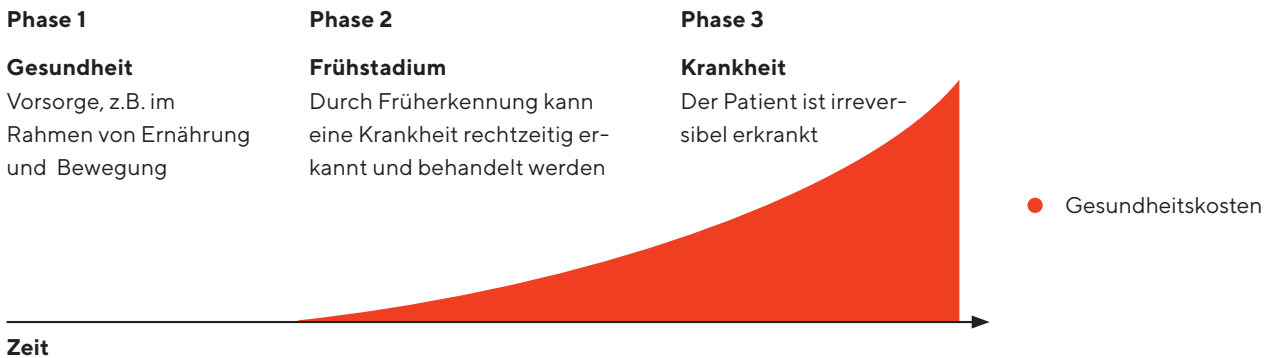 Phase 1
Gesundheit
Vorsorge, z.B. im
Rahmen von Ernährung
und Bewegung
Phase 2
Frühstadium
Durch Früherkennung kann
eine Krankheit rechtzeitig er-
kannt und behandelt werden
Phase 3
Krankheit
Der Patient ist irrever-
sibel erkrankt
Gesundheitskosten
Zeit